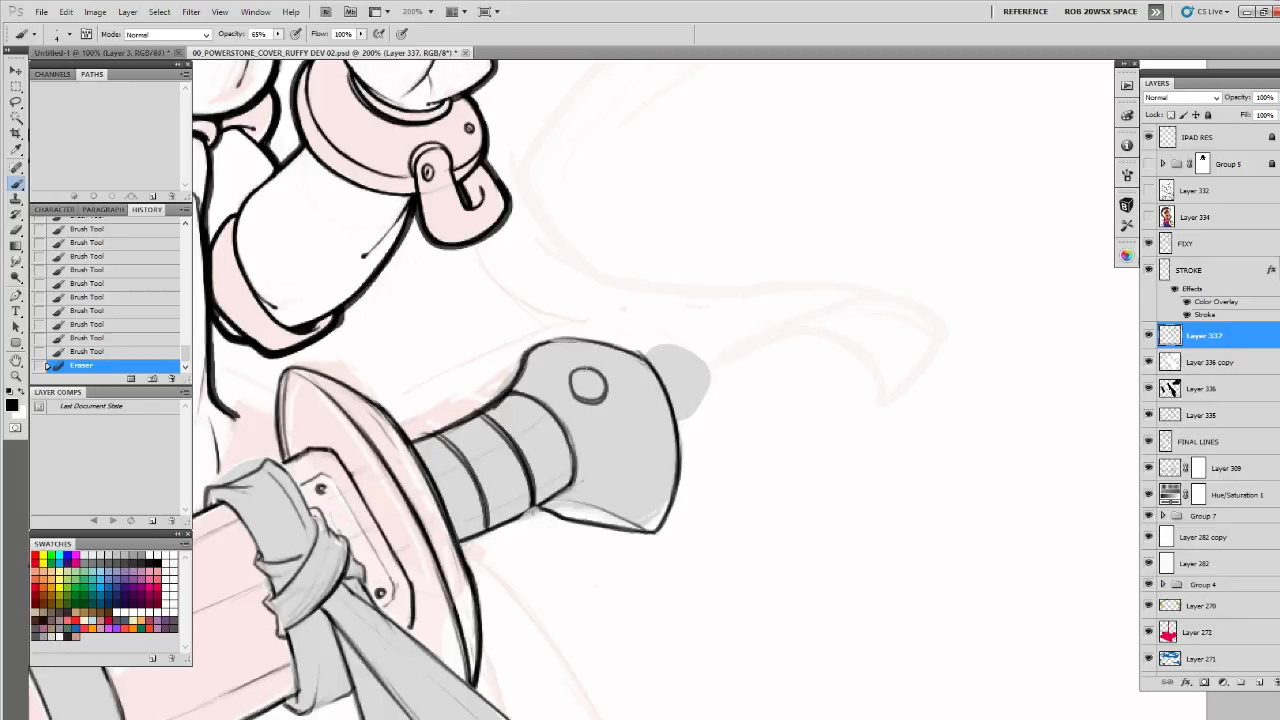 Ps File Edit Image Layer Select Filter View Window Help Br Mb 200% REFERENCE ROB 20WSX SPACE CS Live
Mode: Normal Opacity: 65% Flow: 100%
Untitled-1 @ 100% (Layer 3, RGB/8#) * 00_POWERSTONE_COVER_RUFFY DEV 02.psd @ 200% (Layer 337, RGB/8*) *
CHANNELS PATHS
CHARACTER PARAGRAPH HISTORY
Brush Tool
Brush Tool
Brush Tool
Brush Tool
Brush Tool
Brush Tool
Brush Tool
Brush Tool
Brush Tool
Brush Tool
Eraser
LAYER COMPS
Last Document State
SWATCHES
LAYERS
Normal Opacity: 100%
Lock: Fill: 100%
IPAD RES
Group 5
Layer 332
Layer 334
FIXY
STROKE fx
Effects
Color Overlay
Stroke
Layer 337
Layer 336 copy
Layer 336
Layer 335
FINAL LINES
Layer 309
Hue/Saturation 1
Group 7
Layer 282 copy
Layer 282
Group 4
Layer 270
Layer 272
Layer 271